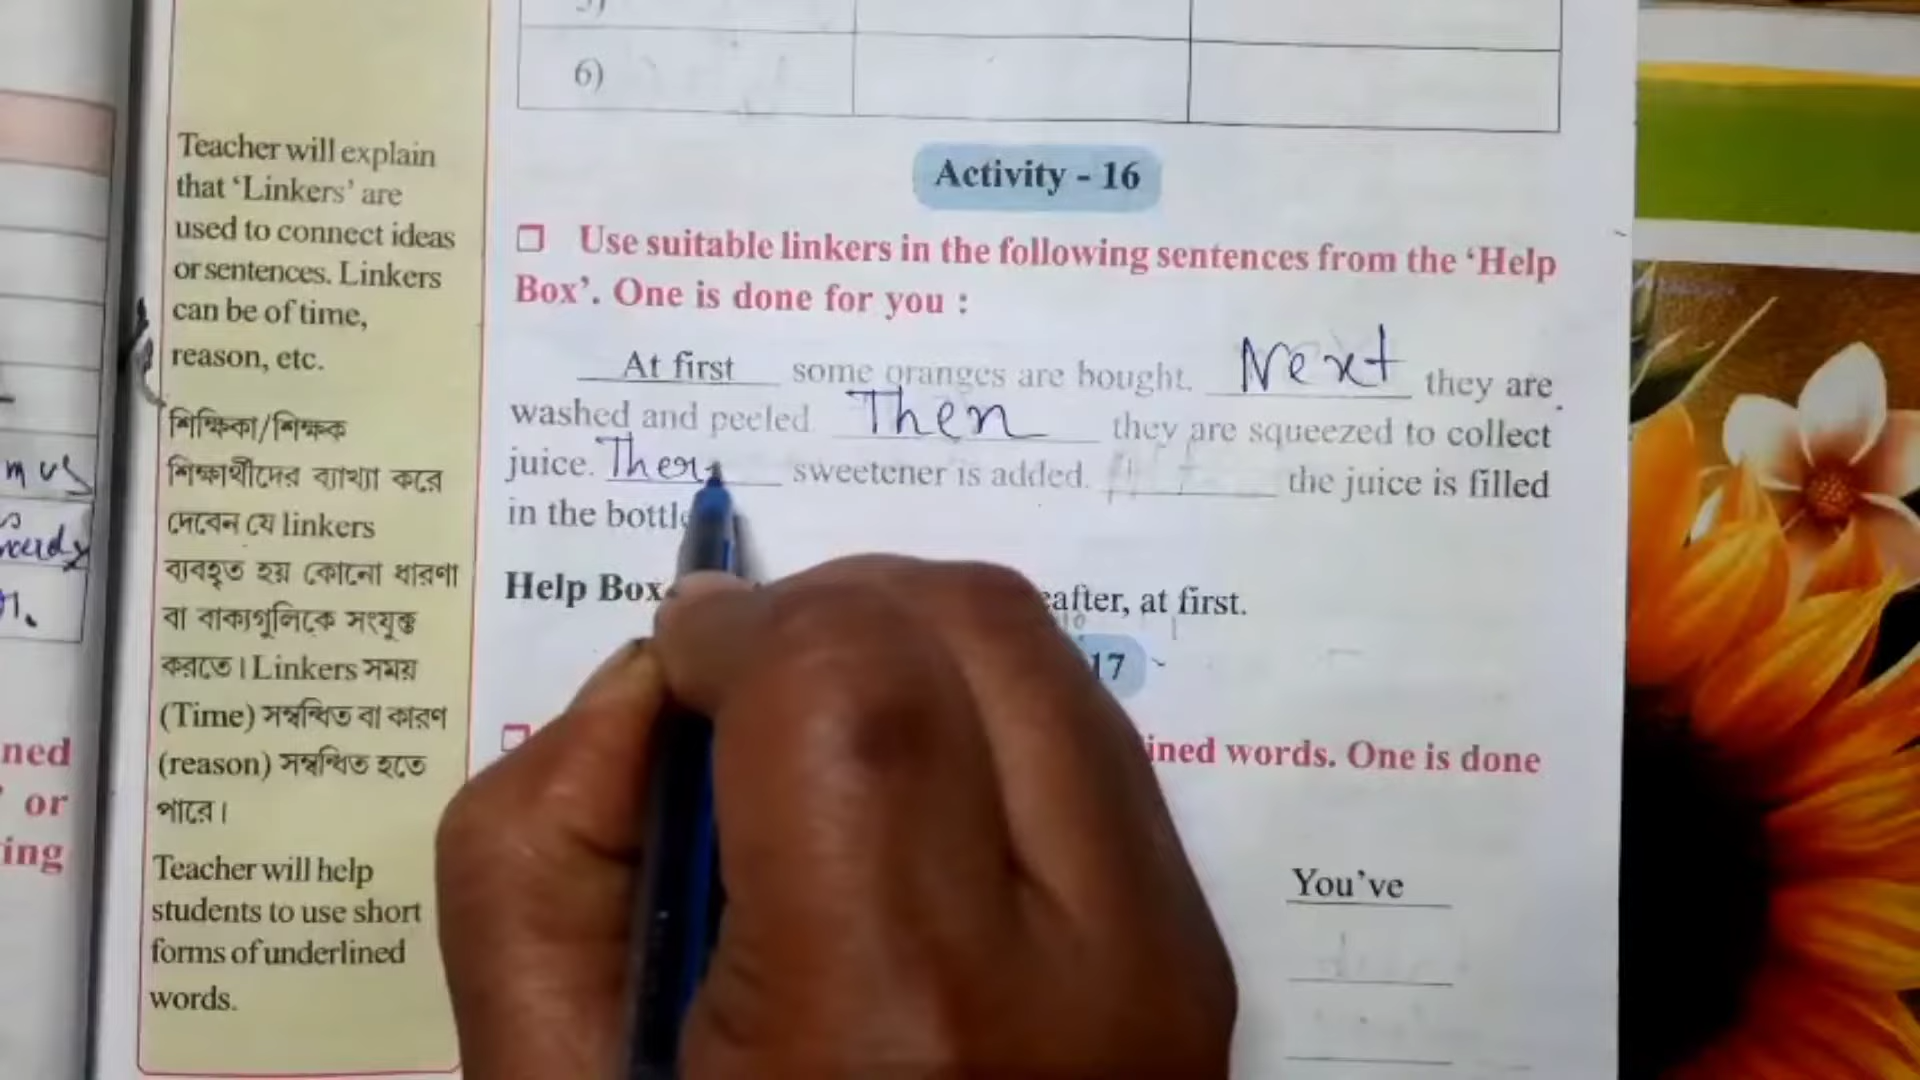 6)
Teacher will explain
that ‘Linkers’ are
used to connect ideas
or sentences. Linkers
can be of time,
reason, etc.
শিক্ষিকা/শিক্ষক
শিক্ষার্থীদের ব্যাখ্যা করে
দেবেন যে linkers
ব্যবহৃত হয় কোনো ধারণা
বা বাক্যগুলিকে সংযুক্ত
করতে। Linkers সময়
(Time) সম্বন্ধিত বা কারণ
(reason) সম্বন্ধিত হতে
পারে।
Teacher will help
students to use short
forms of underlined
words.
Activity - 16
Use suitable linkers in the following sentences from the ‘Help
Box’. One is done for you :
At first some oranges are bought. Next they are
washed and peeled. Then they are squeezed to collect
juice. sweetener is added. the juice is filled
in the
Help Box at first.
17
words. One is done
You’ve
ned
or
ing